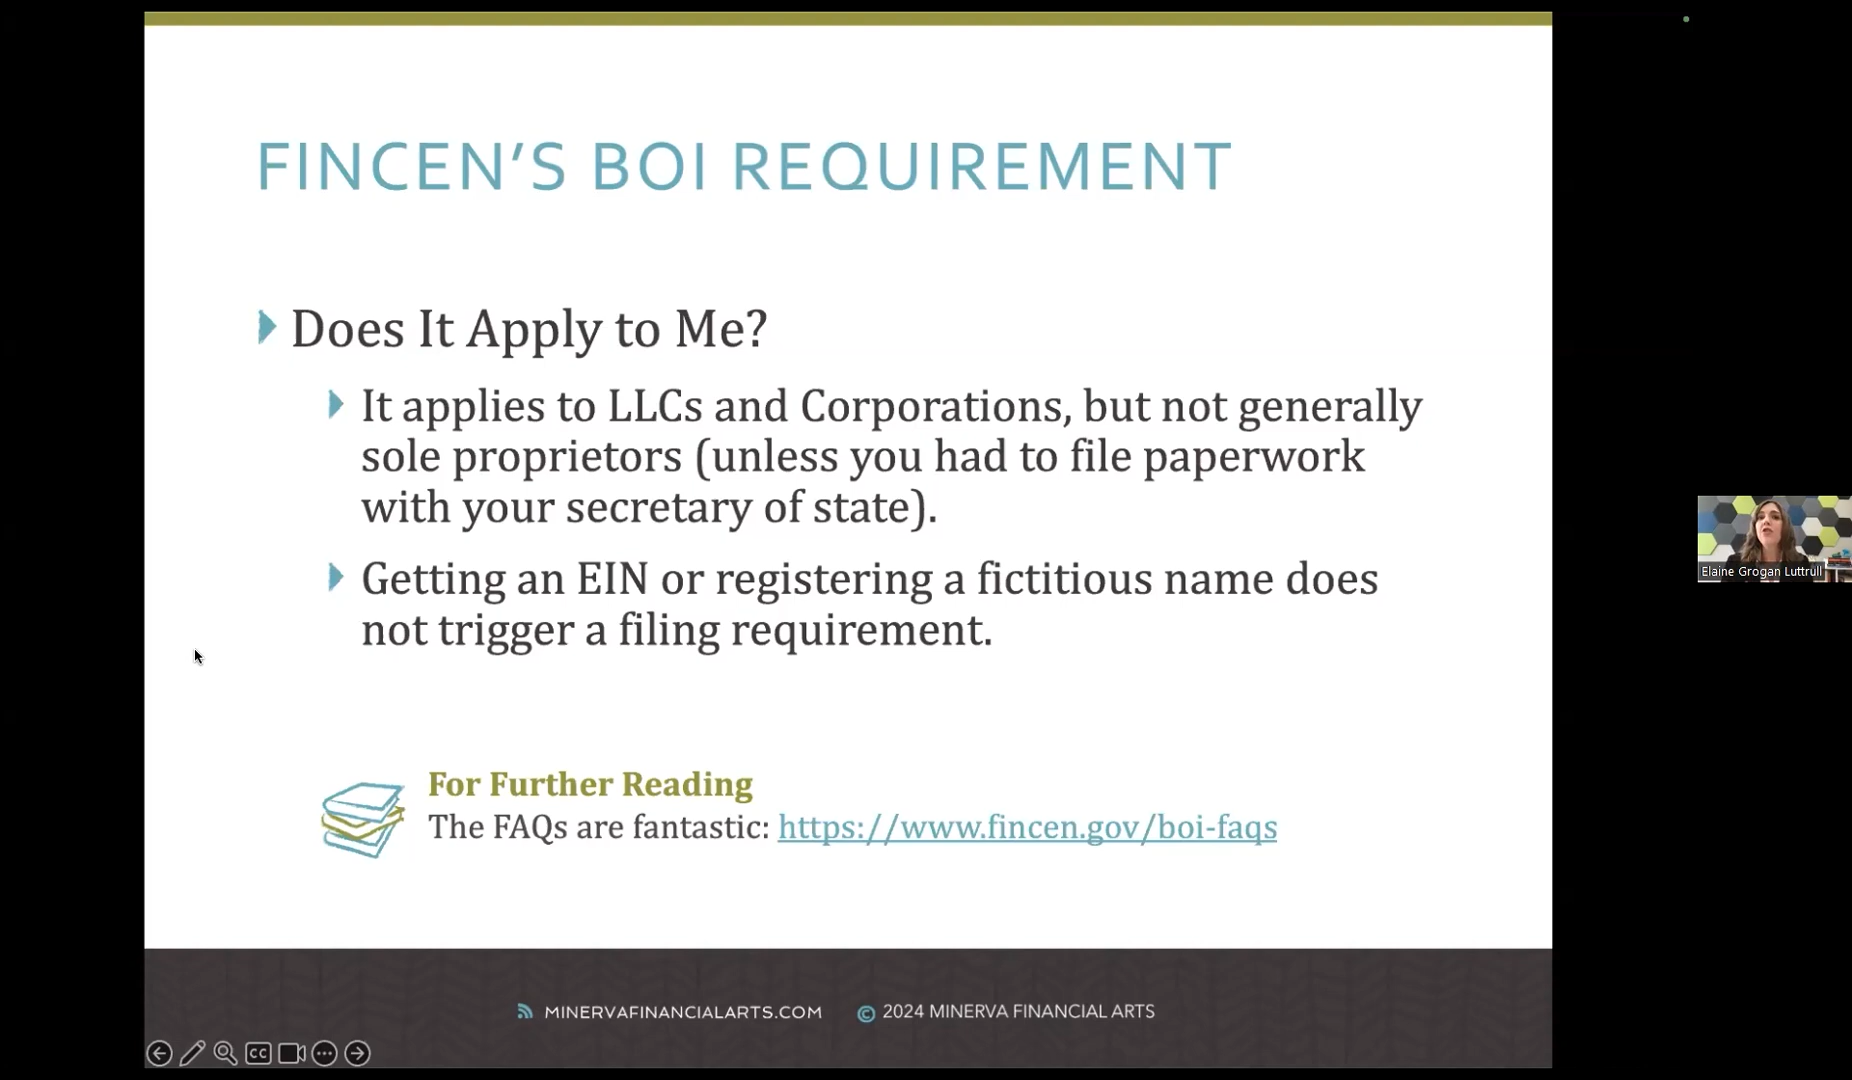 FINCEN’S BOI REQUIREMENT
Does It Apply to Me?
It applies to LLCs and Corporations, but not generally
sole proprietors (unless you had to file paperwork
with your secretary of state).
Getting an EIN or registering a fictitious name does
not trigger a filing requirement.
For Further Reading
The FAQs are fantastic: https://www.fincen.gov/boi-faqs
Elaine Grogan Luttrull
MINERVAFINANCIALARTS.COM
© 2024 MINERVA FINANCIAL ARTS
CC